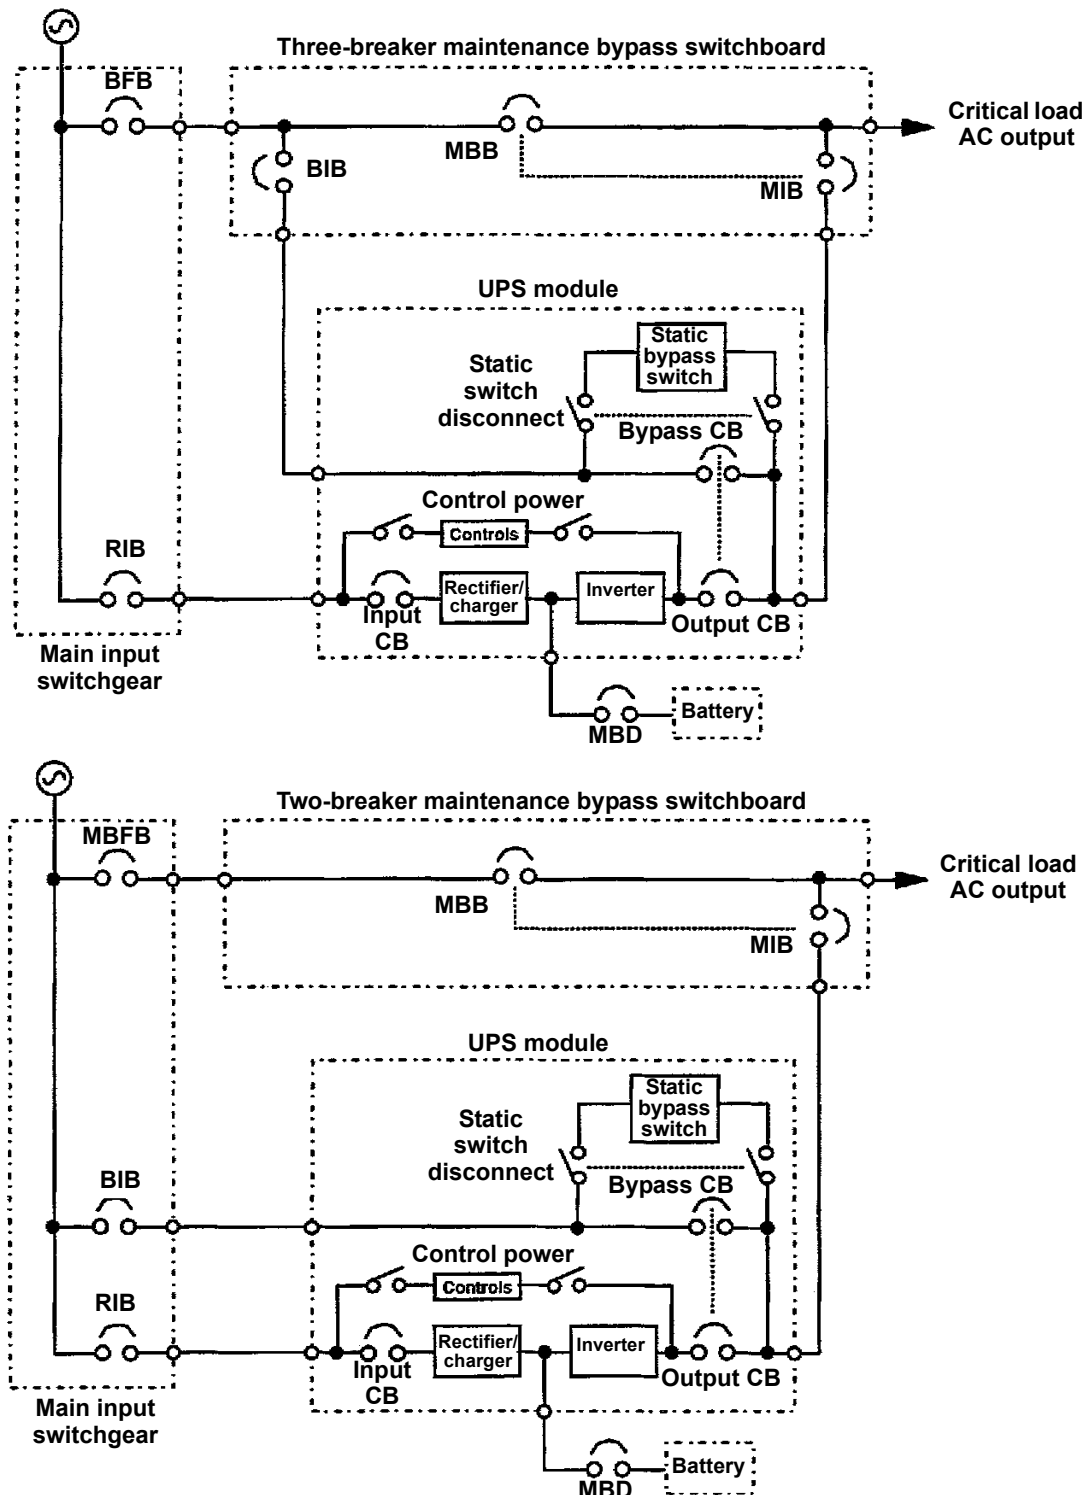 Three-breaker maintenance bypass switchboard
BFB
Critical load
AC output
MBB
BIB
MIB
UPS module
Static
bypass
switch
Static
switch
disconnect
Bypass CB
Control power
Controls
RIB
Rectifier/
charger
Inverter
Input
CB
Output CB
Main input
switchgear
Battery
MBD
Two-breaker maintenance bypass switchboard
MBFB
Critical load
AC output
MBB
MIB
UPS module
Static
bypass
switch
Static
switch
disconnect
BIB
Bypass CB
Control power
Controls
RIB
Rectifier/
charger
Inverter
Input
CB
Output CB
Main input
switchgear
Battery
MBD